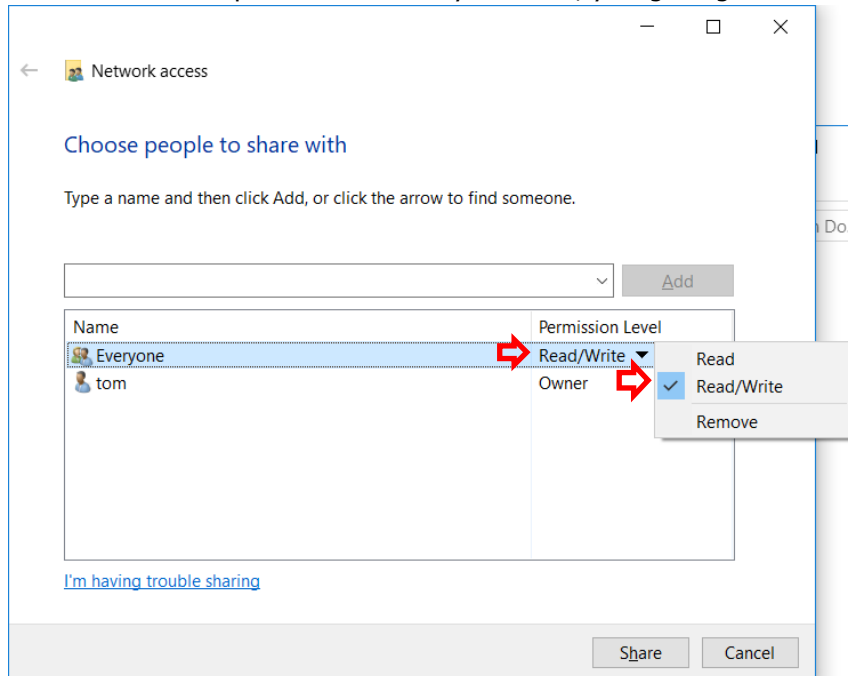 Network access
Choose people to share with
Type a name and then click Add, or click the arrow to find someone.
Add
Name Permission Level
Everyone Read/Write Read
tom Owner Read/Write
Remove
I'm having trouble sharing
Share Cancel